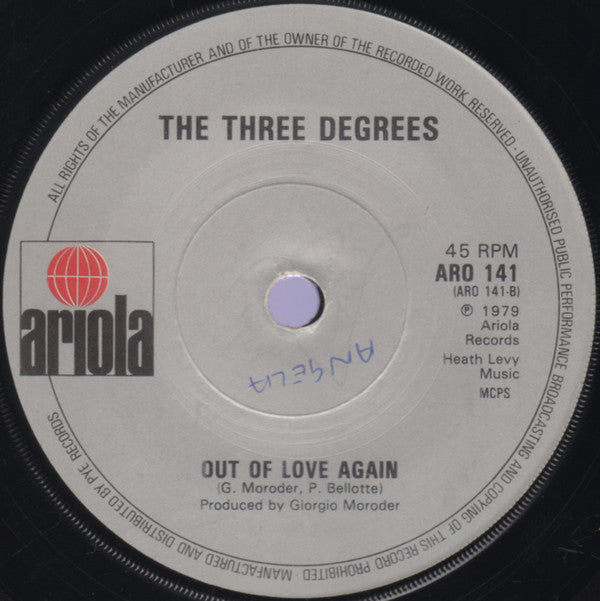 ALL RIGHTS OF THE MANUFACTURER AND OF THE OWNER OF THE RECORDED WORK RESERVED · UNAUTHORISED PUBLIC PERFORMANCE BROADCASTING AND COPYING OF THIS RECORD PROHIBITED · MANUFACTURED AND DISTRIBUTED BY PYE RECORDS
THE THREE DEGREES
ariola
45 RPM
ARO 141
(ARO 141-B)
℗ 1979
Ariola
Records
Heath Levy
Music
MCPS
ANGELIA
OUT OF LOVE AGAIN
(G. Moroder, P. Bellotte)
Produced by Giorgio Moroder